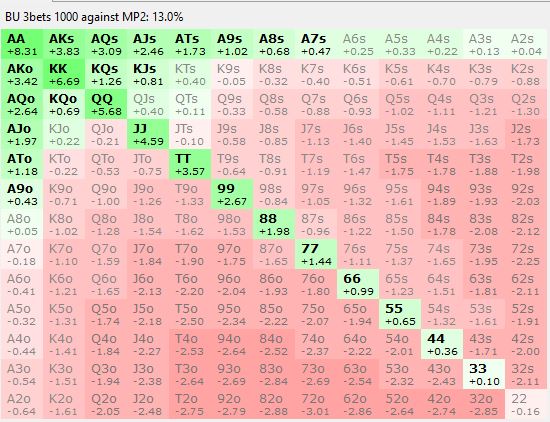 BU 3bets 1000 against MP2: 13.0%
AA AKs AQs AJs ATs A9s A8s A7s A6s A5s A4s A3s A2s
+8.31 +3.83 +3.09 +2.46 +1.73 +1.02 +0.68 +0.47 +0.25 +0.33 +0.22 +0.13 +0.04
AKo KK KQs KJs KTs K9s K8s K7s K6s K5s K4s K3s K2s
+3.42 +6.69 +1.26 +0.81 +0.40 -0.05 -0.32 -0.40 -0.51 -0.61 -0.70 -0.79 -0.88
AQo KQo QQ QJs QTs Q9s Q8s Q7s Q6s Q5s Q4s Q3s Q2s
+2.64 +0.69 +5.68 +0.40 +0.11 -0.33 -0.58 -0.88 -0.93 -1.02 -1.11 -1.21 -1.30
AJo KJo QJo JJ JTs J9s J8s J7s J6s J5s J4s J3s J2s
+1.97 +0.22 -0.21 +4.59 -0.10 -0.58 -0.85 -1.13 -1.40 -1.45 -1.53 -1.63 -1.73
ATo KTo QTo JTo TT T9s T8s T7s T6s T5s T4s T3s T2s
+1.18 -0.22 -0.53 -0.75 +3.57 -0.64 -0.91 -1.19 -1.47 -1.75 -1.78 -1.88 -1.98
A9o K9o Q9o J9o T9o 99 98s 97s 96s 95s 94s 93s 92s
+0.43 -0.71 -1.00 -1.26 -1.33 +2.67 -0.84 -1.05 -1.32 -1.61 -1.89 -1.93 -2.03
A8o K8o Q8o J8o T8o 98o 88 87s 86s 85s 84s 83s 82s
+0.05 -1.02 -1.28 -1.54 -1.62 -1.53 +1.98 -0.96 -1.22 -1.50 -1.78 -2.08 -2.12
A7o K7o Q7o J7o T7o 97o 87o 77 76s 75s 74s 73s 72s
-0.18 -1.10 -1.59 -1.84 -1.90 -1.75 -1.65 +1.44 -1.11 -1.37 -1.65 -1.95 -2.25
A6o K6o Q6o J6o T6o 96o 86o 76o 66 65s 64s 63s 62s
-0.41 -1.21 -1.65 -2.13 -2.20 -2.04 -1.93 -1.80 +0.99 -1.23 -1.51 -1.81 -2.11
A5o K5o Q5o J5o T5o 95o 85o 75o 65o 55 54s 53s 52s
-0.32 -1.31 -1.74 -2.18 -2.50 -2.34 -2.22 -2.07 -1.94 +0.65 -1.32 -1.61 -1.91
A4o K4o Q4o J4o T4o 94o 84o 74o 64o 54o 44 43s 42s
-0.44 -1.41 -1.84 -2.27 -2.53 -2.64 -2.52 -2.37 -2.22 -2.01 +0.36 -1.71 -2.00
A3o K3o Q3o J3o T3o 93o 83o 73o 63o 53o 43o 33 32s
-0.54 -1.51 -1.94 -2.38 -2.64 -2.69 -2.84 -2.69 -2.54 -2.32 -2.43 +0.10 -2.11
A2o K2o Q2o J2o T2o 92o 82o 72o 62o 52o 42o 32o 22
-0.64 -1.61 -2.05 -2.48 -2.75 -2.79 -2.88 -3.01 -2.86 -2.64 -2.74 -2.85 -0.16